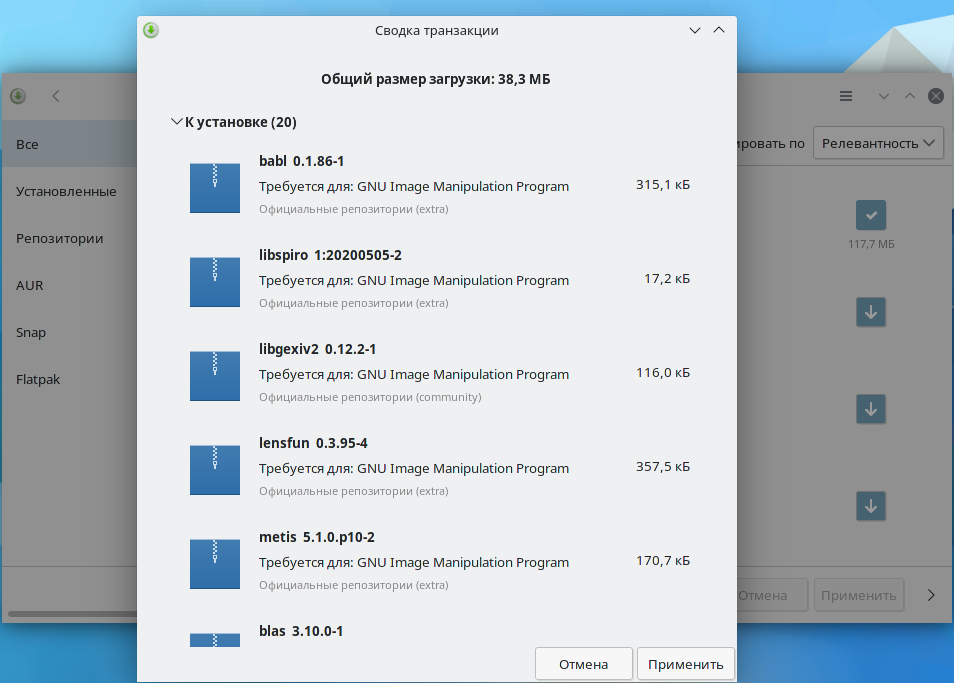 Сводка транзакции
Общий размер загрузки: 38,3 МБ
К установке (20)
babl 0.1.86-1
Требуется для: GNU Image Manipulation Program
315,1 кБ
Официальные репозитории (extra)
libspiro 1:20200505-2
Требуется для: GNU Image Manipulation Program
17,2 кБ
Официальные репозитории (extra)
libgexiv2 0.12.2-1
Требуется для: GNU Image Manipulation Program
116,0 кБ
Официальные репозитории (community)
lensfun 0.3.95-4
Требуется для: GNU Image Manipulation Program
357,5 кБ
Официальные репозитории (extra)
metis 5.1.0.p10-2
Требуется для: GNU Image Manipulation Program
170,7 кБ
Официальные репозитории (extra)
blas 3.10.0-1
Отмена
Применить
Все
Установленные
Репозитории
AUR
Snap
Flatpak
ировать по
Релевантность
117,7 МБ
Отмена
Применить